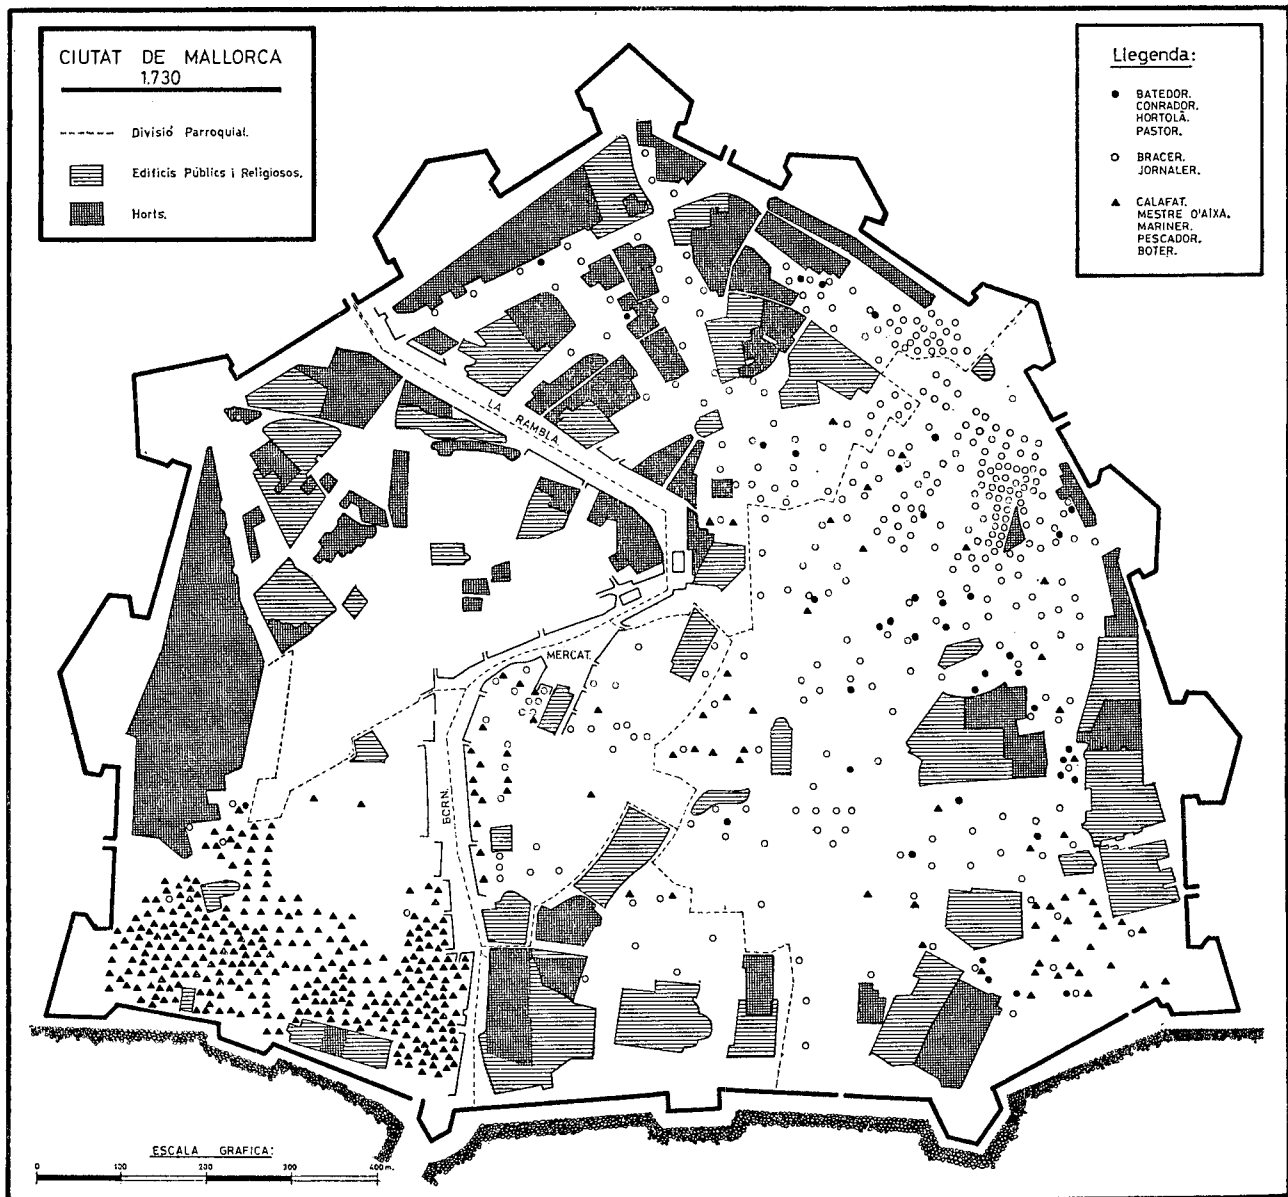 CIUTAT DE MALLORCA
1.730
Divisió Parroquial.
Edificis Públics i Religiosos.
Horts.
Llegenda:
BATEDOR.
CONRADOR.
HORTOLÀ.
PASTOR.
BRACER.
JORNALER.
CALAFAT.
MESTRE D'AIXA.
MARINER.
PESCADOR.
BOTER.
LA RAMBLA.
MERCAT.
BORN.
ESCALA GRAFICA:
0 100 200 300 400 m.